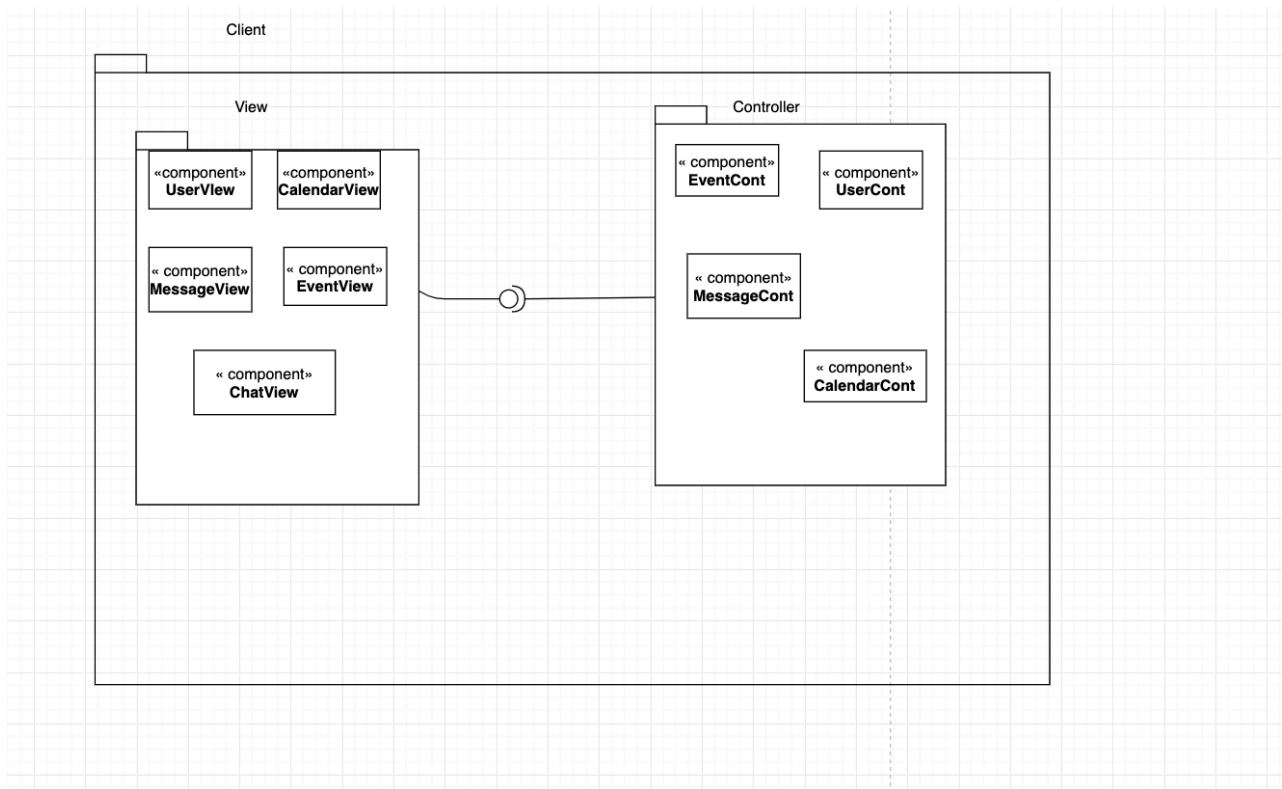 Client
View
«component»
UserVIew
«component»
CalendarView
« component»
MessageView
« component»
EventView
« component»
ChatView
Controller
« component»
EventCont
« component»
UserCont
« component»
MessageCont
« component»
CalendarCont